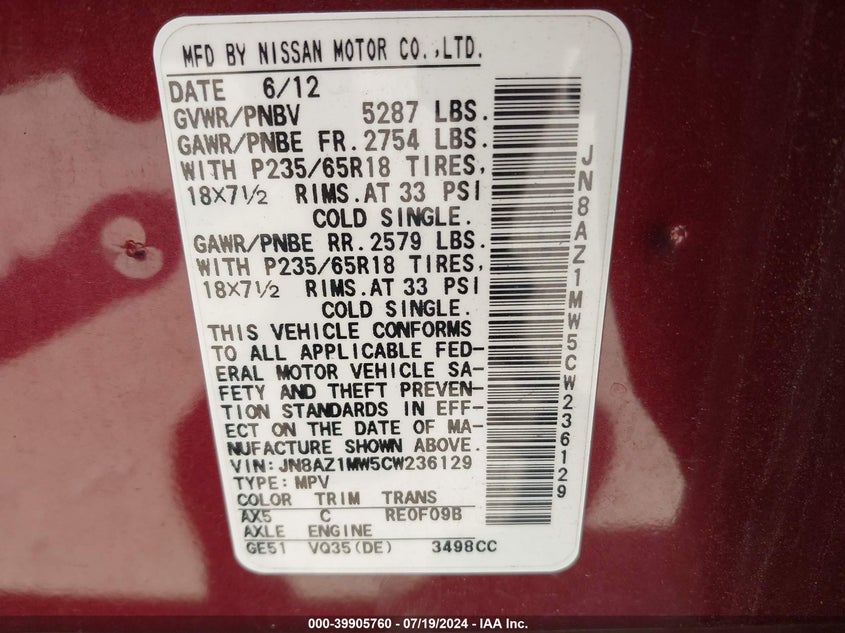 MFD BY NISSAN MOTOR CO.,LTD.
DATE 6/12
GVWR/PNBV 5287 LBS.
GAWR/PNBE FR. 2754 LBS.
WITH P235/65R18 TIRES,
18X7½ RIMS.AT 33 PSI
COLD SINGLE.
GAWR/PNBE RR. 2579 LBS.
WITH P235/65R18 TIRES,
18X7½ RIMS.AT 33 PSI
COLD SINGLE.
THIS VEHICLE CONFORMS
TO ALL APPLICABLE FED-
ERAL MOTOR VEHICLE SA-
FETY AND THEFT PREVEN-
TION STANDARDS IN EFF-
ECT ON THE DATE OF MA-
NUFACTURE SHOWN ABOVE.
VIN: JN8AZ1MW5CW236129
TYPE: MPV
COLOR TRIM TRANS
AX5 C RE0F09B
AXLE ENGINE
GE51 VQ35(DE) 3498CC
JN8AZ1MW5CW236129
000-39905760 - 07/19/2024 - IAA Inc.